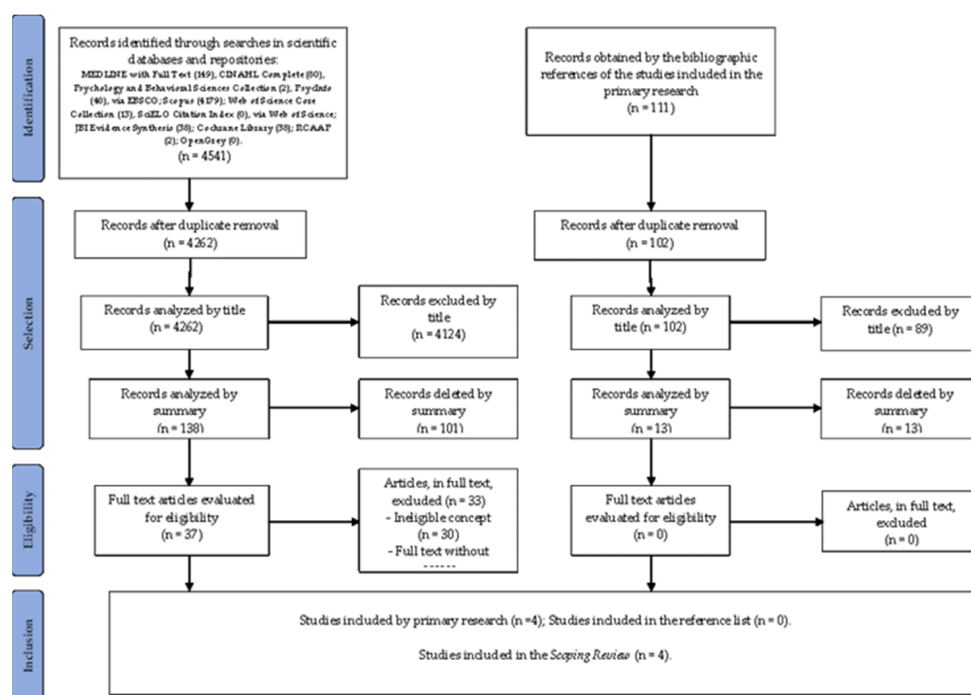 Identification
Records identified through searches in scientific
databases and repositories:
MEDLINE with Full Text (149), CINAHL Complete (80),
Psychology and Behavioral Sciences Collection (2), PsycInfo
(40), via EBSCO; Scopus (4179); Web of Science Core
Collection (13), SciELO Citation Index (0), via Web of Science;
JBI Evidence Synthesis (38); Cochrane Library (38); RCAAP
(2); OpenGrey (0).
(n = 4541)
Records obtained by the bibliographic
references of the studies included in the
primary research
(n = 111)
Selection
Records after duplicate removal
(n = 4262)
Records after duplicate removal
(n = 102)
Records analyzed by title
(n = 4262)
Records excluded by
title
(n = 4124)
Records analyzed by
title (n = 102)
Records excluded by
title (n = 89)
Records analyzed by
summary
(n = 138)
Records deleted by
summary
(n = 101)
Records analyzed by
summary
(n = 13)
Records deleted by
summary
(n = 13)
Eligibility
Full text articles evaluated
for eligibility
(n = 37)
Articles, in full text,
excluded (n = 33)
- Ineligible concept
(n = 30)
- Full text without
Full text articles
evaluated for eligibility
(n = 0)
Articles, in full text,
excluded
(n = 0)
Inclusion
Studies included by primary research (n =4); Studies included in the reference list (n = 0).
Studies included in the Scoping Review (n = 4).